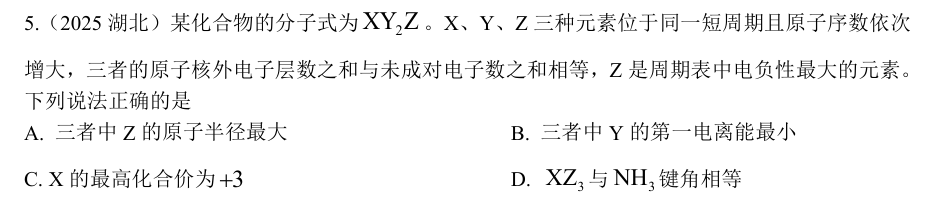 5.（2025 湖北）某化合物的分子式为 XY₂Z 。X、Y、Z 三种元素位于同一短周期且原子序数依次
增大，三者的原子核外电子层数之和与未成对电子数之和相等，Z 是周期表中电负性最大的元素。
下列说法正确的是
A. 三者中 Z 的原子半径最大 B. 三者中 Y 的第一电离能最小
C. X 的最高化合价为 +3 D. XZ₃ 与 NH₃ 键角相等